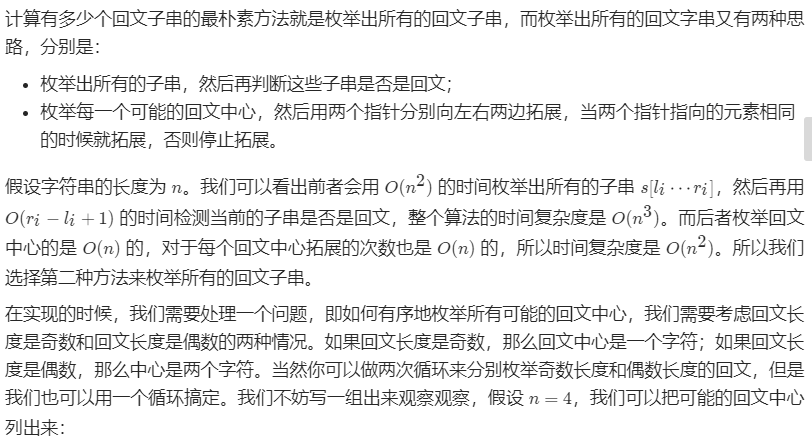 计算有多少个回文子串的最朴素方法就是枚举出所有的回文子串，而枚举出所有的回文字串又有两种思
路，分别是：
• 枚举出所有的子串，然后再判断这些子串是否是回文；
• 枚举每一个可能的回文中心，然后用两个指针分别向左右两边拓展，当两个指针指向的元素相同
的时候就拓展，否则停止拓展。
假设字符串的长度为 n。我们可以看出前者会用 O(n²) 的时间枚举出所有的子串 s[li⋯ri]，然后再用
O(ri − li + 1) 的时间检测当前的子串是否是回文，整个算法的时间复杂度是 O(n³)。而后者枚举回文
中心的是 O(n) 的，对于每个回文中心拓展的次数也是 O(n) 的，所以时间复杂度是 O(n²)。所以我们
选择第二种方法来枚举所有的回文子串。
在实现的时候，我们需要处理一个问题，即如何有序地枚举所有可能的回文中心，我们需要考虑回文长
度是奇数和回文长度是偶数的两种情况。如果回文长度是奇数，那么回文中心是一个字符；如果回文长
度是偶数，那么中心是两个字符。当然你可以做两次循环来分别枚举奇数长度和偶数长度的回文，但是
我们也可以用一个循环搞定。我们不妨写一组出来观察观察，假设 n = 4，我们可以把可能的回文中心
列出来：